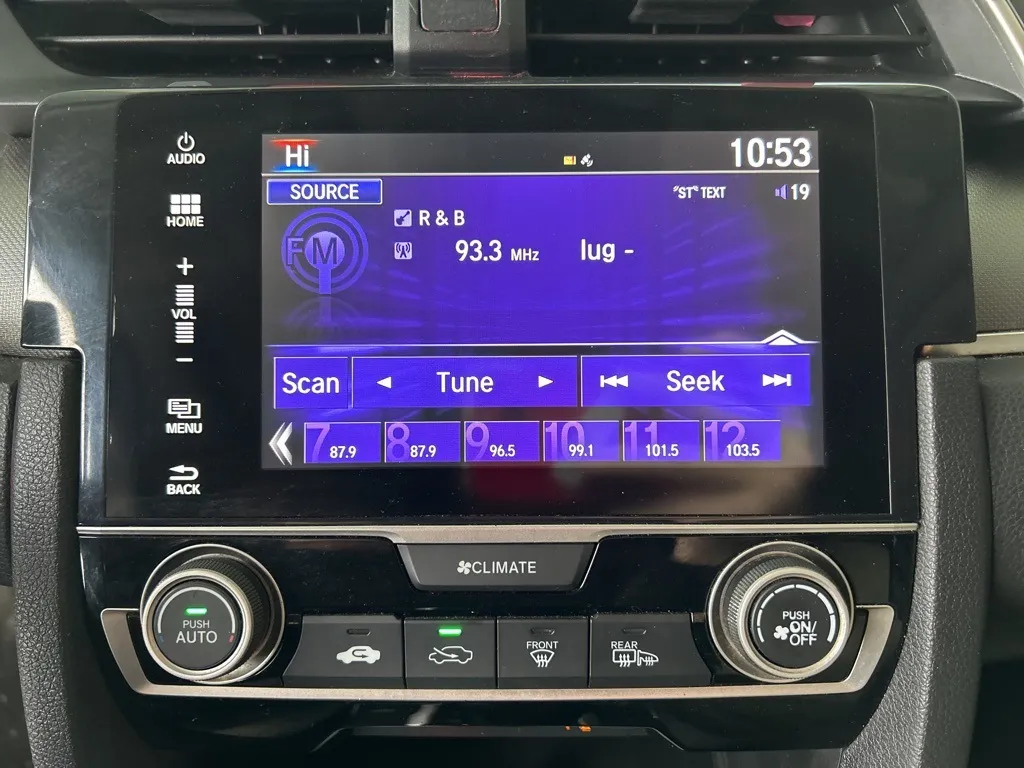 AUDIO
HOME
+
VOL
-
MENU
BACK
Hi
10:53
SOURCE
"ST" TEXT
19
FM
R & B
93.3 MHz lug -
Scan
Tune
Seek
7 87.9
8 87.9
9 96.5
10 99.1
11 101.5
12 103.5
CLIMATE
PUSH
AUTO
FRONT
REAR
PUSH
ON/
OFF